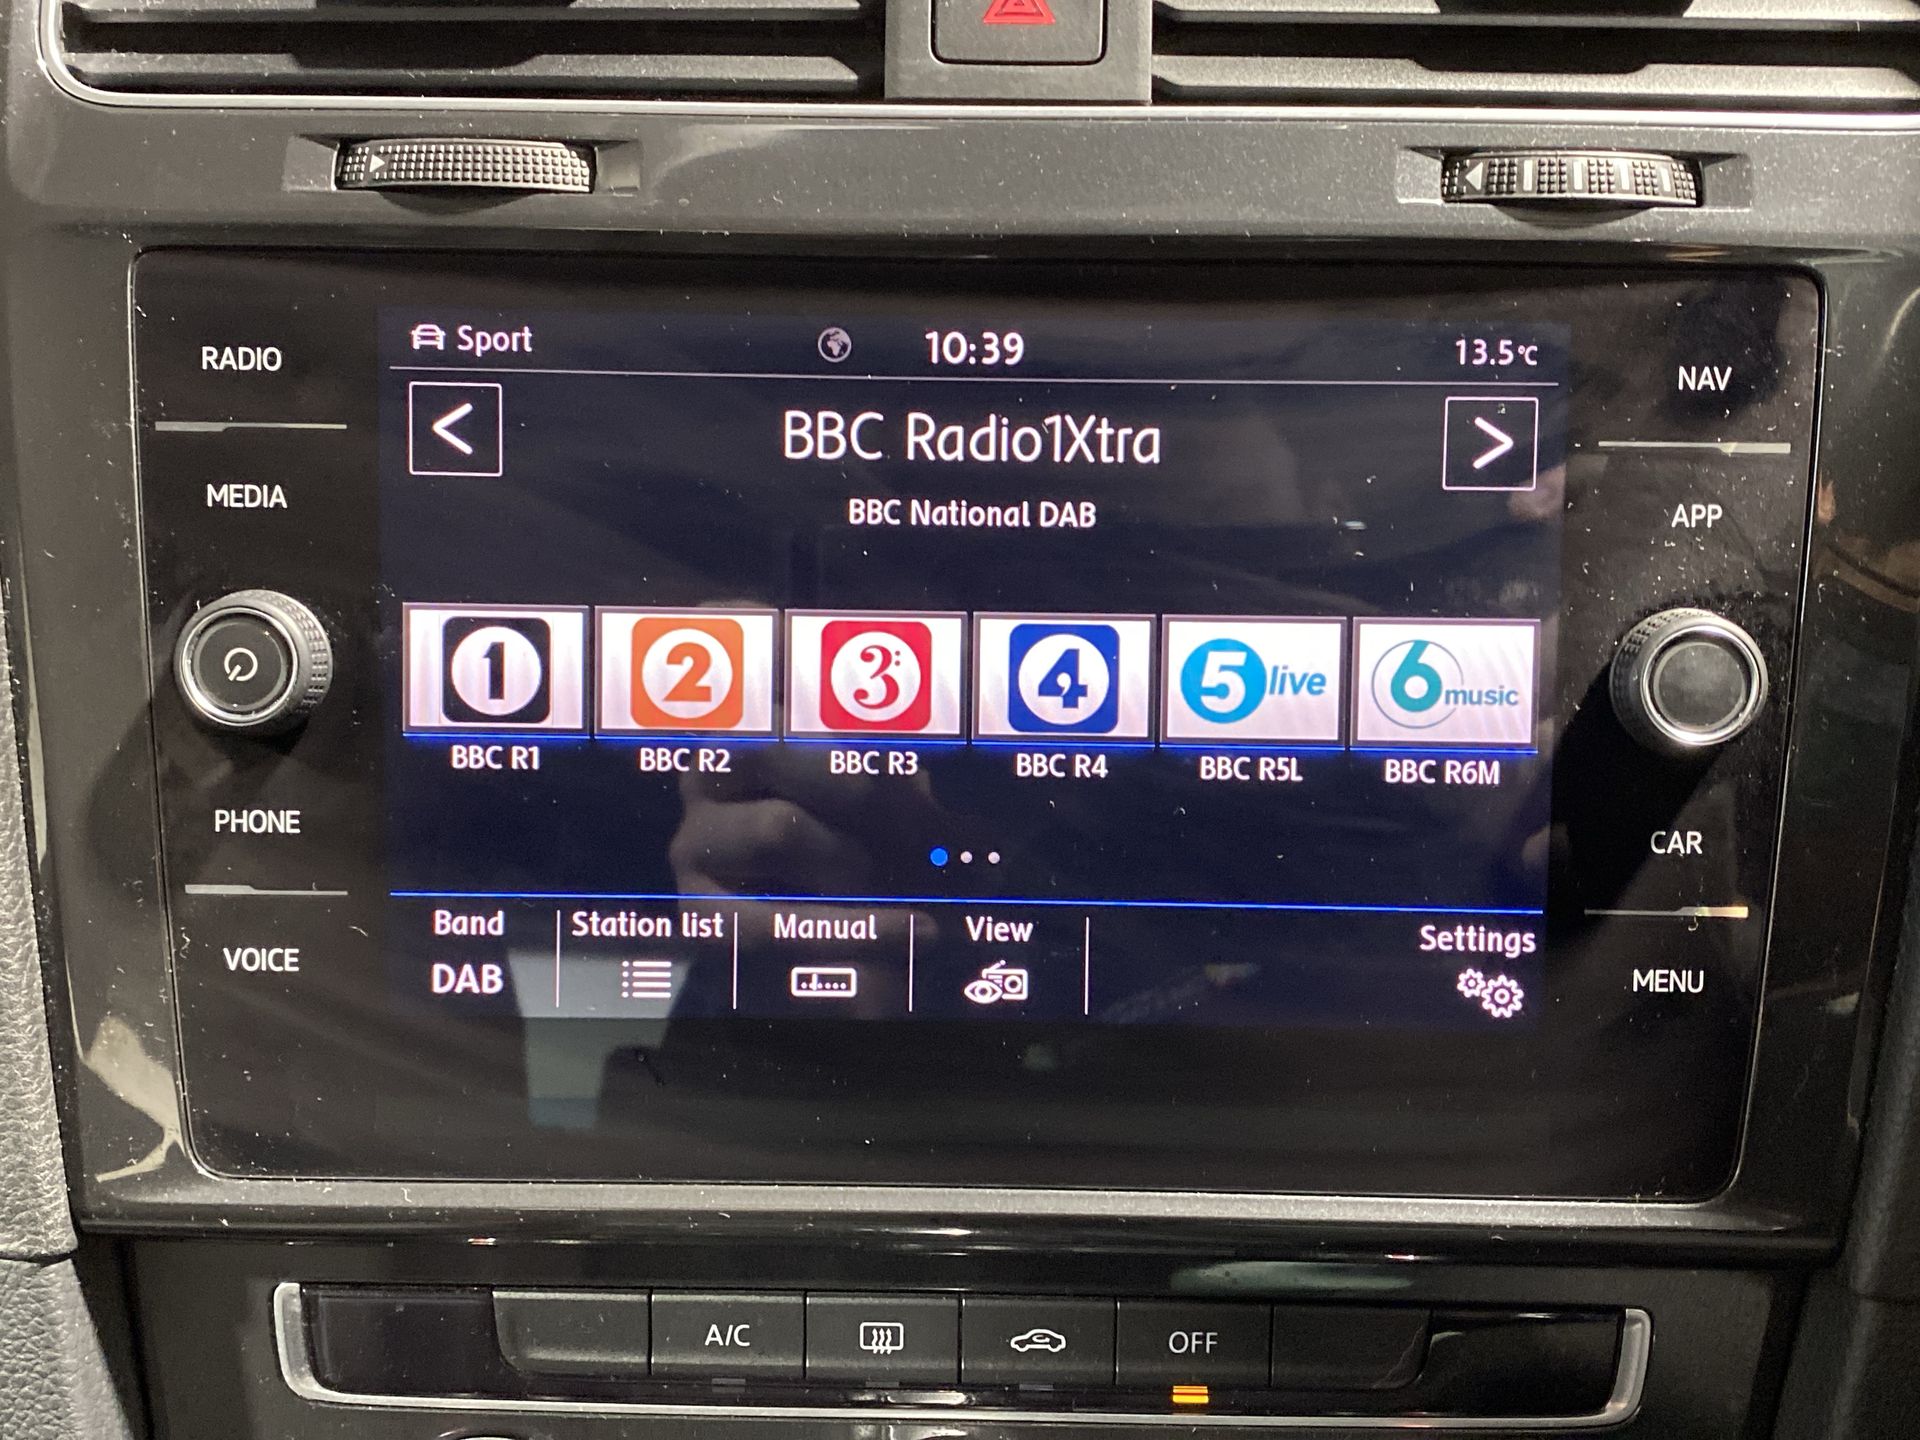 Sport 10:39 13.5°C
RADIO
NAV
< BBC Radio1Xtra >
MEDIA
BBC National DAB
APP
1 2 3 4 5live 6music
BBC R1 BBC R2 BBC R3 BBC R4 BBC R5L BBC R6M
PHONE
CAR
Band Station list Manual View Settings
DAB
VOICE
MENU
A/C OFF